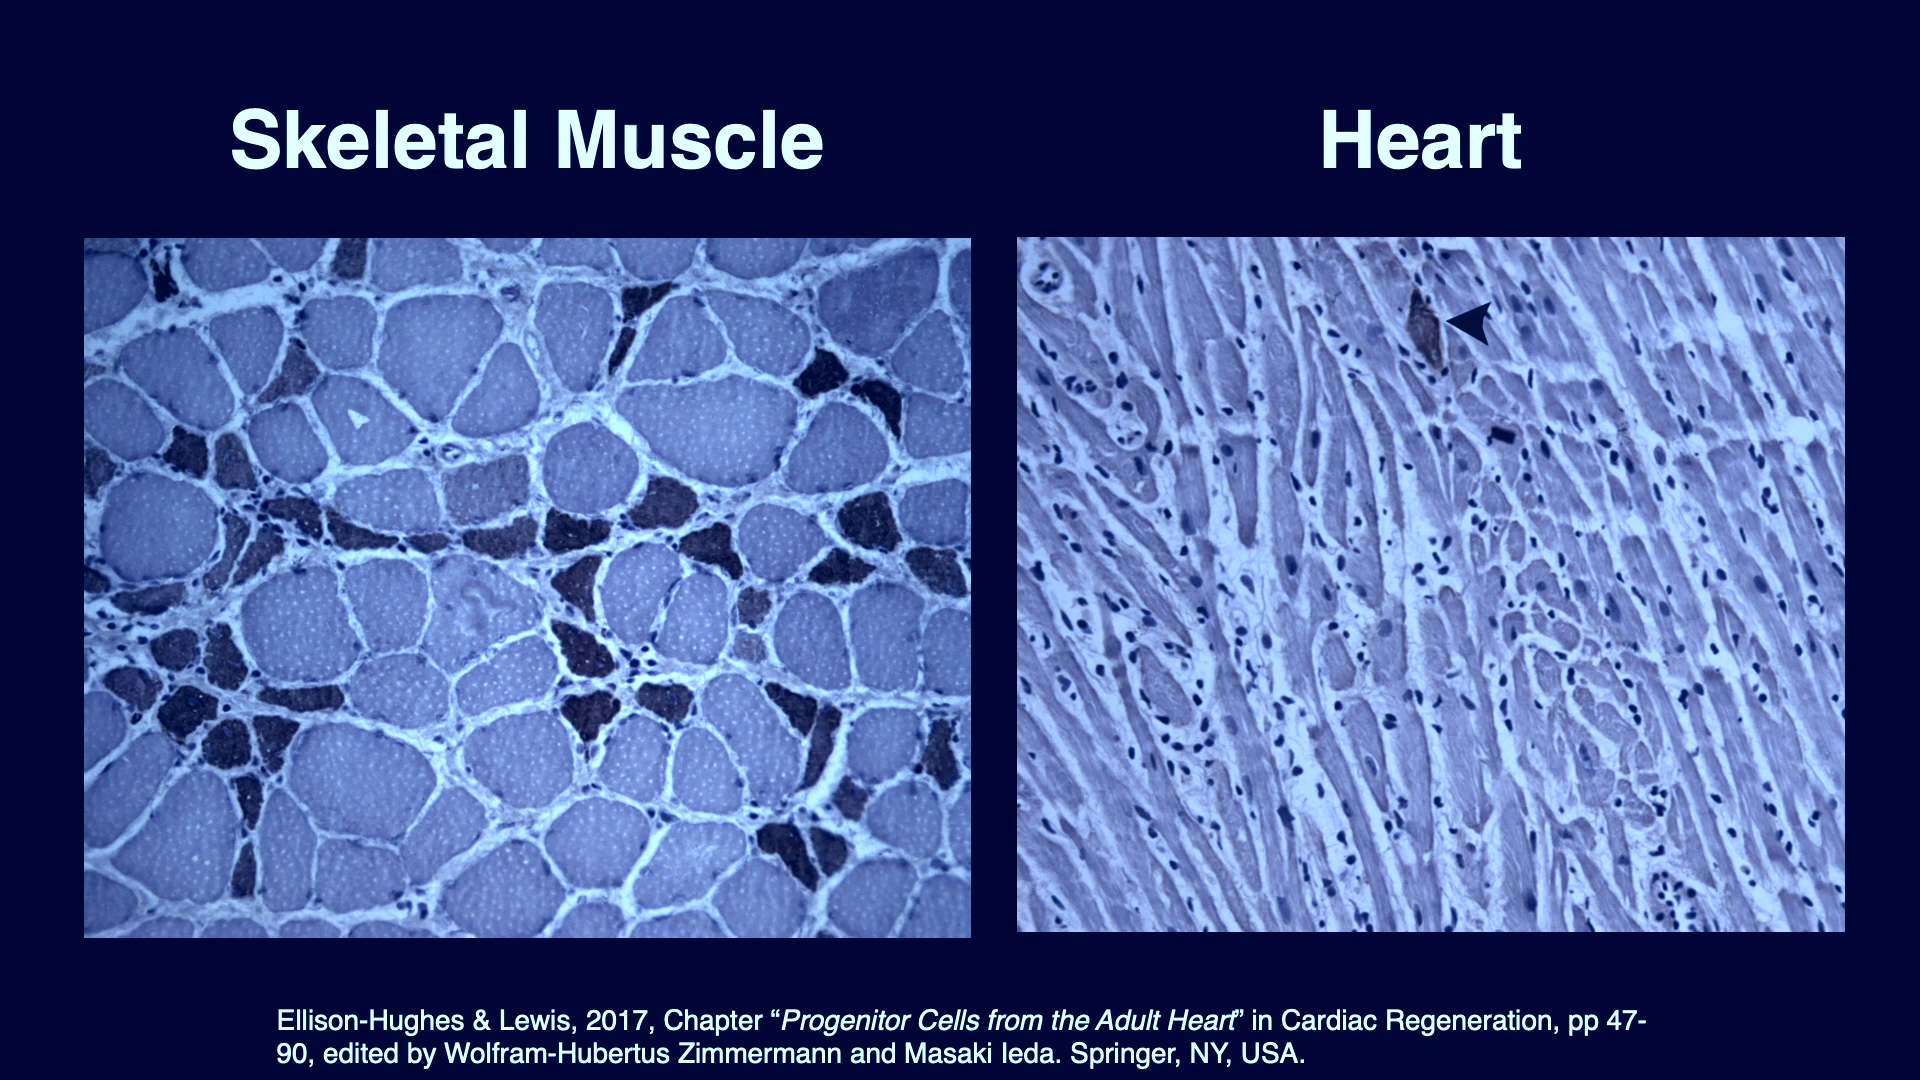 Skeletal Muscle
Heart
Ellison-Hughes & Lewis, 2017, Chapter “Progenitor Cells from the Adult Heart” in Cardiac Regeneration, pp 47-
90, edited by Wolfram-Hubertus Zimmermann and Masaki Ieda. Springer, NY, USA.